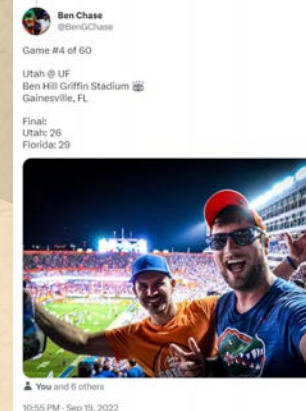 Ben Chase
@BenGChase
Game #4 of 60
Utah @ UF
Ben Hill Griffin Stadium 🏟
Gainesville, FL
Final:
Utah: 26
Florida: 29
You and 6 others
10:55 PM · Sep 19, 2022